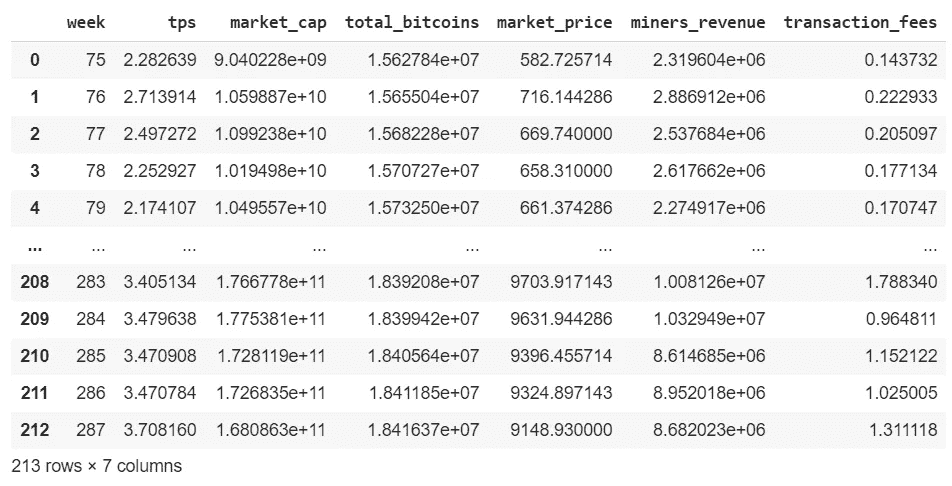 week tps market_cap total_bitcoins market_price miners_revenue transaction_fees
0 75 2.282639 9.040228e+09 1.562784e+07 582.725714 2.319604e+06 0.143732
1 76 2.713914 1.059887e+10 1.565504e+07 716.144286 2.886912e+06 0.222933
2 77 2.497272 1.099238e+10 1.568228e+07 669.740000 2.537684e+06 0.205097
3 78 2.252927 1.019498e+10 1.570727e+07 658.310000 2.617662e+06 0.177134
4 79 2.174107 1.049557e+10 1.573250e+07 661.374286 2.274917e+06 0.170747
... ... ... ... ... ... ... ...
208 283 3.405134 1.766778e+11 1.839208e+07 9703.917143 1.008126e+07 1.788340
209 284 3.479638 1.775381e+11 1.839942e+07 9631.944286 1.032949e+07 0.964811
210 285 3.470908 1.728119e+11 1.840564e+07 9396.455714 8.614685e+06 1.152122
211 286 3.470784 1.726835e+11 1.841185e+07 9324.897143 8.952018e+06 1.025005
212 287 3.708160 1.680863e+11 1.841637e+07 9148.930000 8.682023e+06 1.311118
213 rows × 7 columns